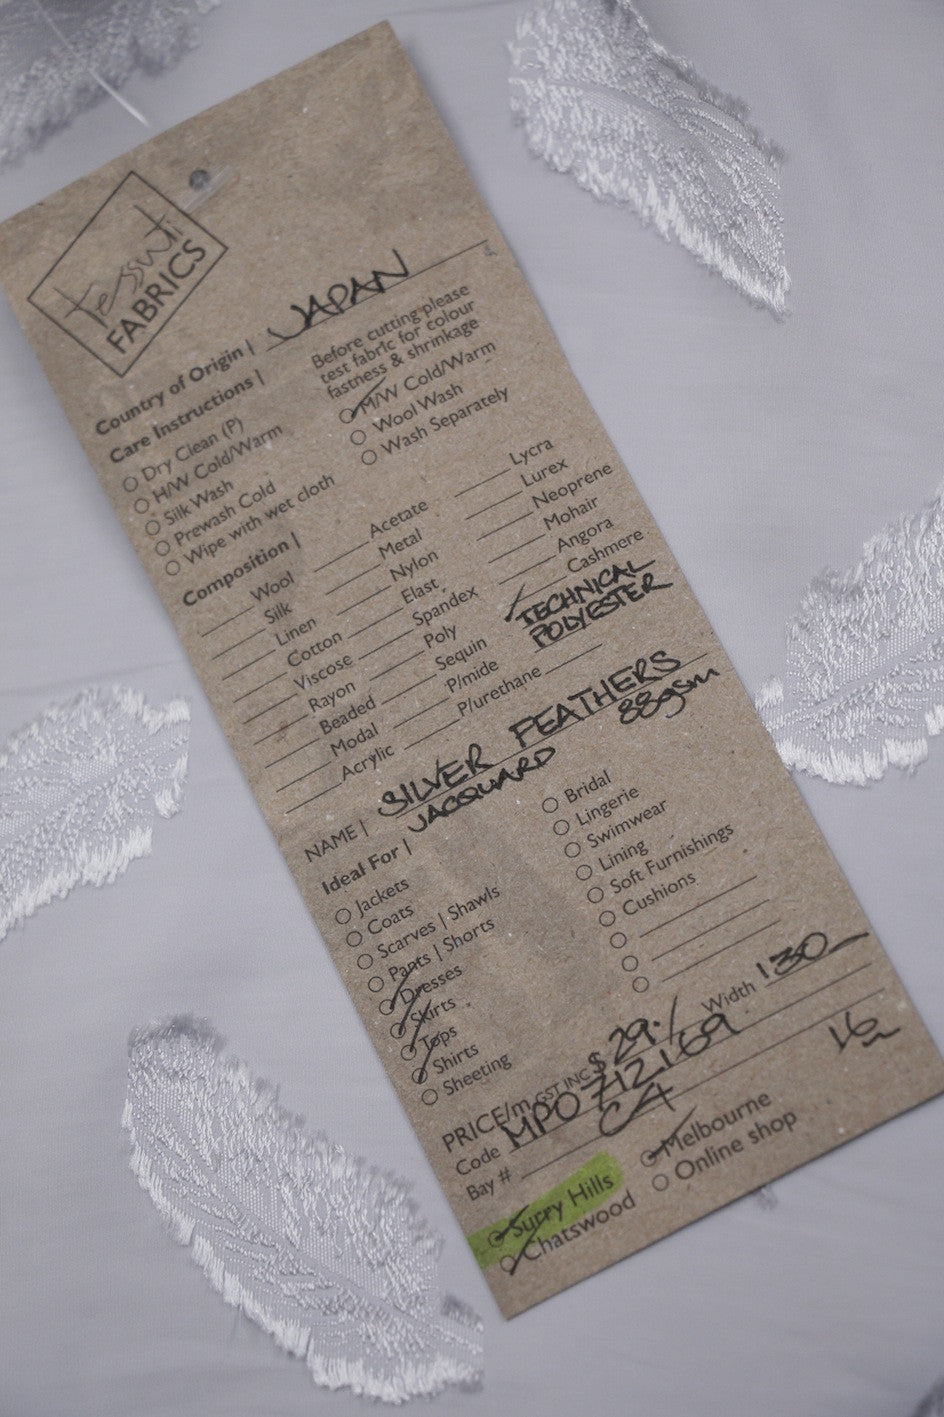 tessuti
FABRICS
Country of Origin | JAPAN
Care Instructions |
Before cutting please
test fabric for colour
fastness & shrinkage
Dry Clean (P)
H/W Cold/Warm
Silk Wash
Prewash Cold
Wipe with wet cloth
M/W Cold/Warm
Wool Wash
Wash Separately
Composition |
Wool
Silk
Linen
Cotton
Viscose
Rayon
Beaded
Modal
Acrylic
Acetate
Metal
Nylon
Elast
Spandex
Poly
Sequin
P/mide
P/urethane
Lycra
Lurex
Neoprene
Mohair
Angora
Cashmere
TECHNICAL
POLYESTER
NAME | SILVER FEATHERS
JACQUARD 88gsm
Ideal For |
Jackets
Coats
Scarves | Shawls
Pants | Shorts
Dresses
Skirts
Tops
Shirts
Sheeting
Bridal
Lingerie
Swimwear
Lining
Soft Furnishings
Cushions
PRICE/m GST INC $29./ Width 130
Code MPO 712169
Bay # C4 16
Surry Hills
Chatswood
Melbourne
Online shop